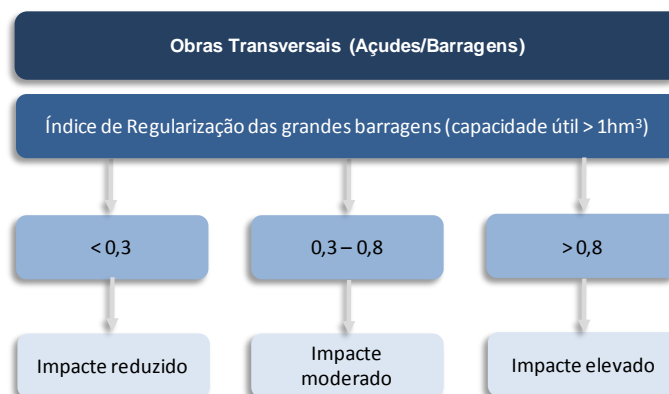 Obras Transversais (Açudes/Barragens)
Índice de Regularização das grandes barragens (capacidade útil > 1hm³)
< 0,3
0,3 – 0,8
> 0,8
Impacte reduzido
Impacte
moderado
Impacte elevado